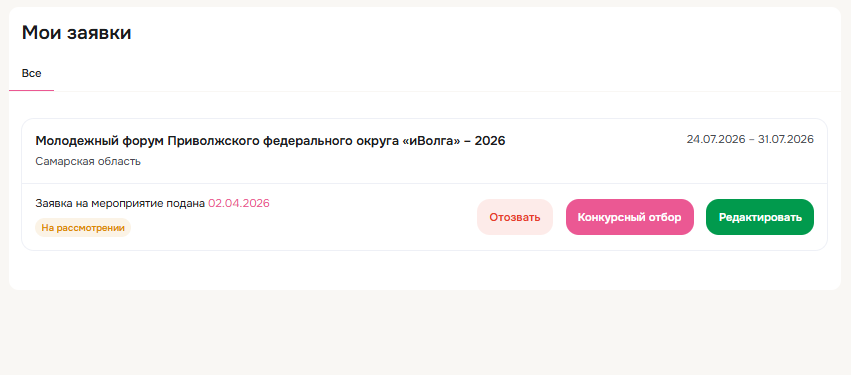 Мои заявки
Все
Молодежный форум Приволжского федерального округа «иВолга» – 2026
24.07.2026 – 31.07.2026
Самарская область
Заявка на мероприятие подана 02.04.2026
На рассмотрении
Отозвать
Конкурсный отбор
Редактировать